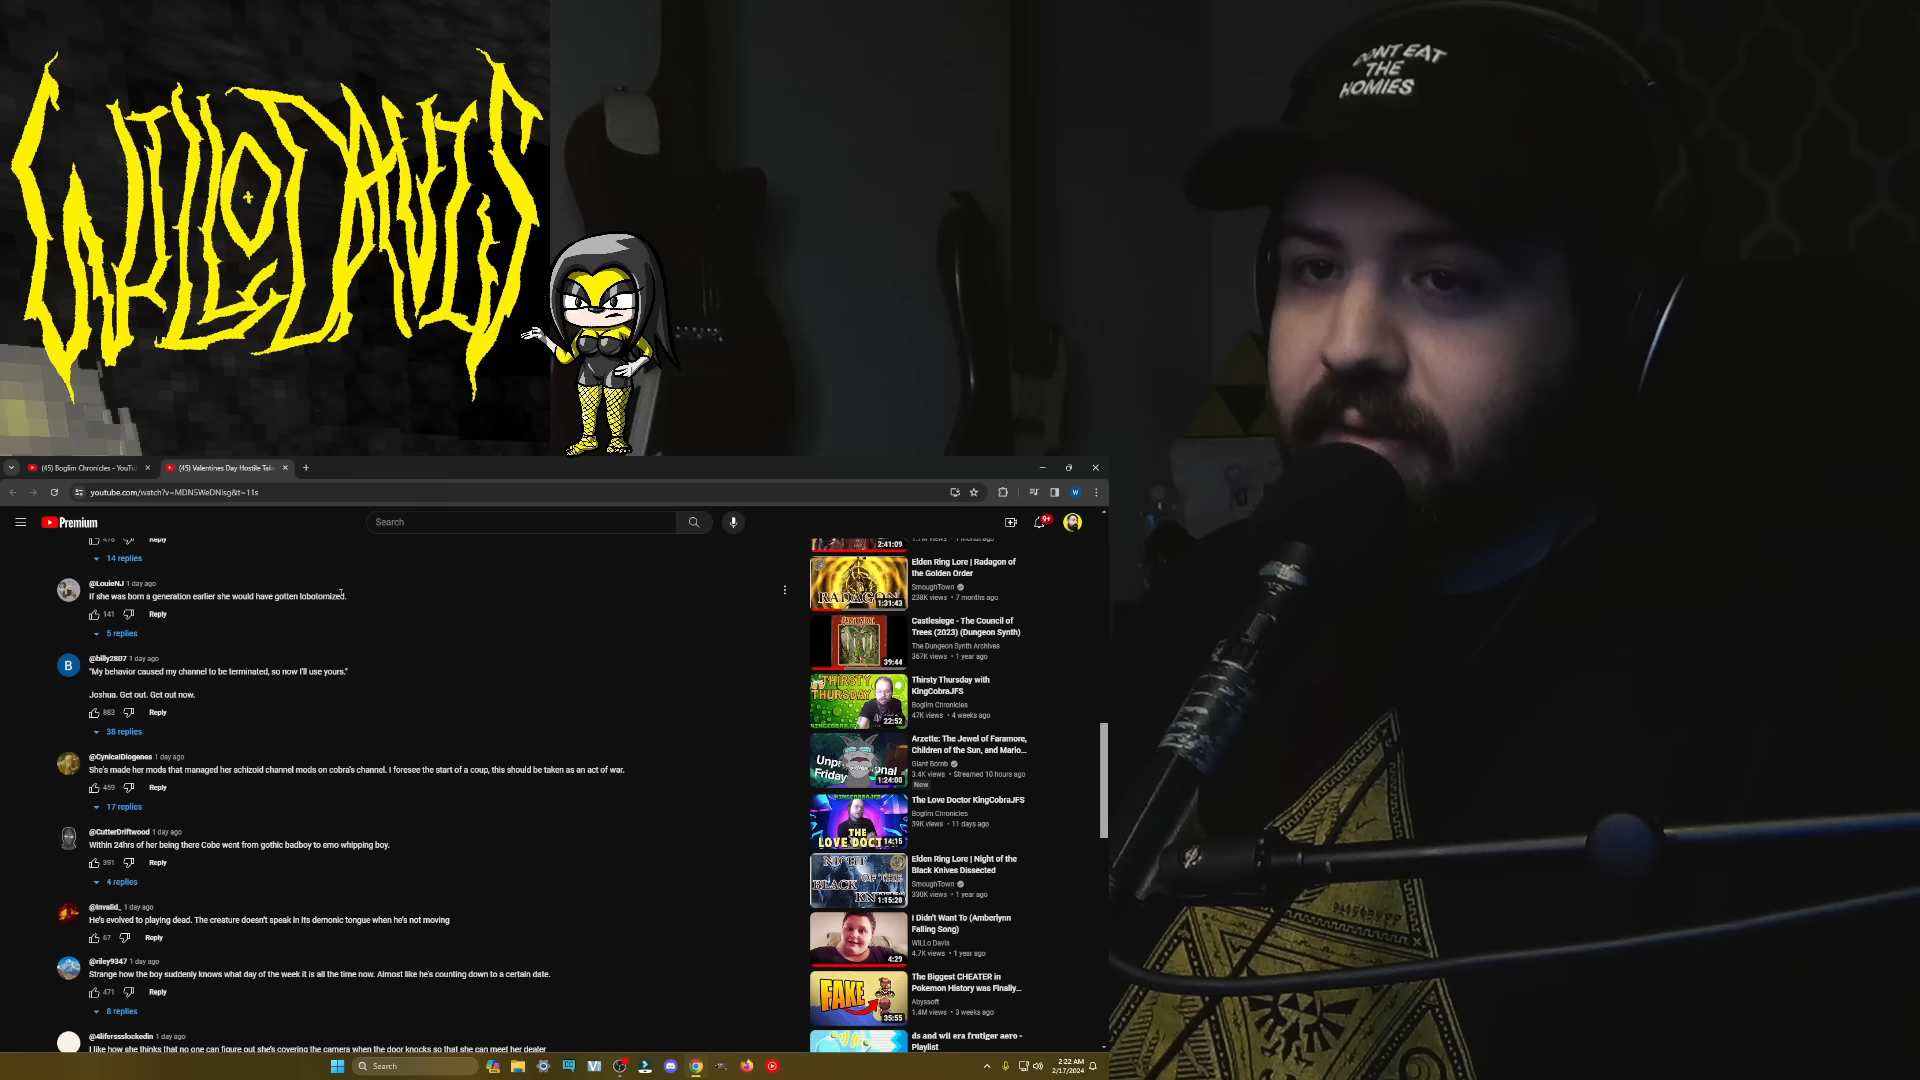 WILLO DAVIS
DONT EAT
THE
HOMIES
(45) Boglim Chronicles - YouTu
(45) Valentines Day Hostile Tak
youtube.com/watch?v=MDN5WeDNisg&t=11s
Premium
Search
9+
W
478
Reply
14 replies
@LouieNJ 1 day ago
If she was born a generation earlier she would have gotten lobotomized.
141
Reply
5 replies
B
@billy2807 1 day ago
"My behavior caused my channel to be terminated, so now I'll use yours."
Joshua. Get out. Get out now.
883
Reply
38 replies
@CynicalDiogenes 1 day ago
She's made her mods that managed her schizoid channel mods on cobra's channel. I foresee the start of a coup, this should be taken as an act of war.
459
Reply
17 replies
@CutterDriftwood 1 day ago
Within 24hrs of her being there Cobe went from gothic badboy to emo whipping boy.
391
Reply
4 replies
@Invalid_ 1 day ago
He's evolved to playing dead. The creature doesn't speak in its demonic tongue when he's not moving
67
Reply
@riley9347 1 day ago
Strange how the boy suddenly knows what day of the week it is all the time now. Almost like he's counting down to a certain date.
471
Reply
8 replies
@4liferssslockedin 1 day ago
I like how she thinks that no one can figure out she's covering the camera when the door knocks so that she can meet her dealer
2:41:09
RADAGON
1:31:43
Elden Ring Lore | Radagon
of the Golden Order
SmoughTown
238K views • 7 months ago
39:44
Castlesiege - The Council of
Trees (2023) (Dungeon Synth)
The Dungeon Synth Archives
367K views • 1 year ago
THIRSTY
THURSDAY
22:52
Thirsty Thursday with
KingCobraJFS
Boglim Chronicles
47K views • 4 weeks ago
Friday
1:24:00
Arzette: The Jewel of Faramore,
Children of the Sun, and Mario...
Giant Bomb
3.4K views • Streamed 10 hours ago
New
KINGCOBRAJFS
THE
LOVE DOCT
14:15
The Love Doctor KingCobraJFS
Boglim Chronicles
39K views • 11 days ago
NIGHT
OF THE
BLACK
1:15:28
Elden Ring Lore | Night of the
Black Knives Dissected
SmoughTown
330K views • 1 year ago
4:29
I Didn't Want To (Amberlynn
Falling Song)
WiLLo Davis
4.7K views • 1 year ago
FAKE
35:55
The Biggest CHEATER in
Pokemon History was Finally...
Abyssoft
1.4M views • 3 weeks ago
ds and wii era frutiger aero -
Playlist
Search
2:22 AM
2/17/2024